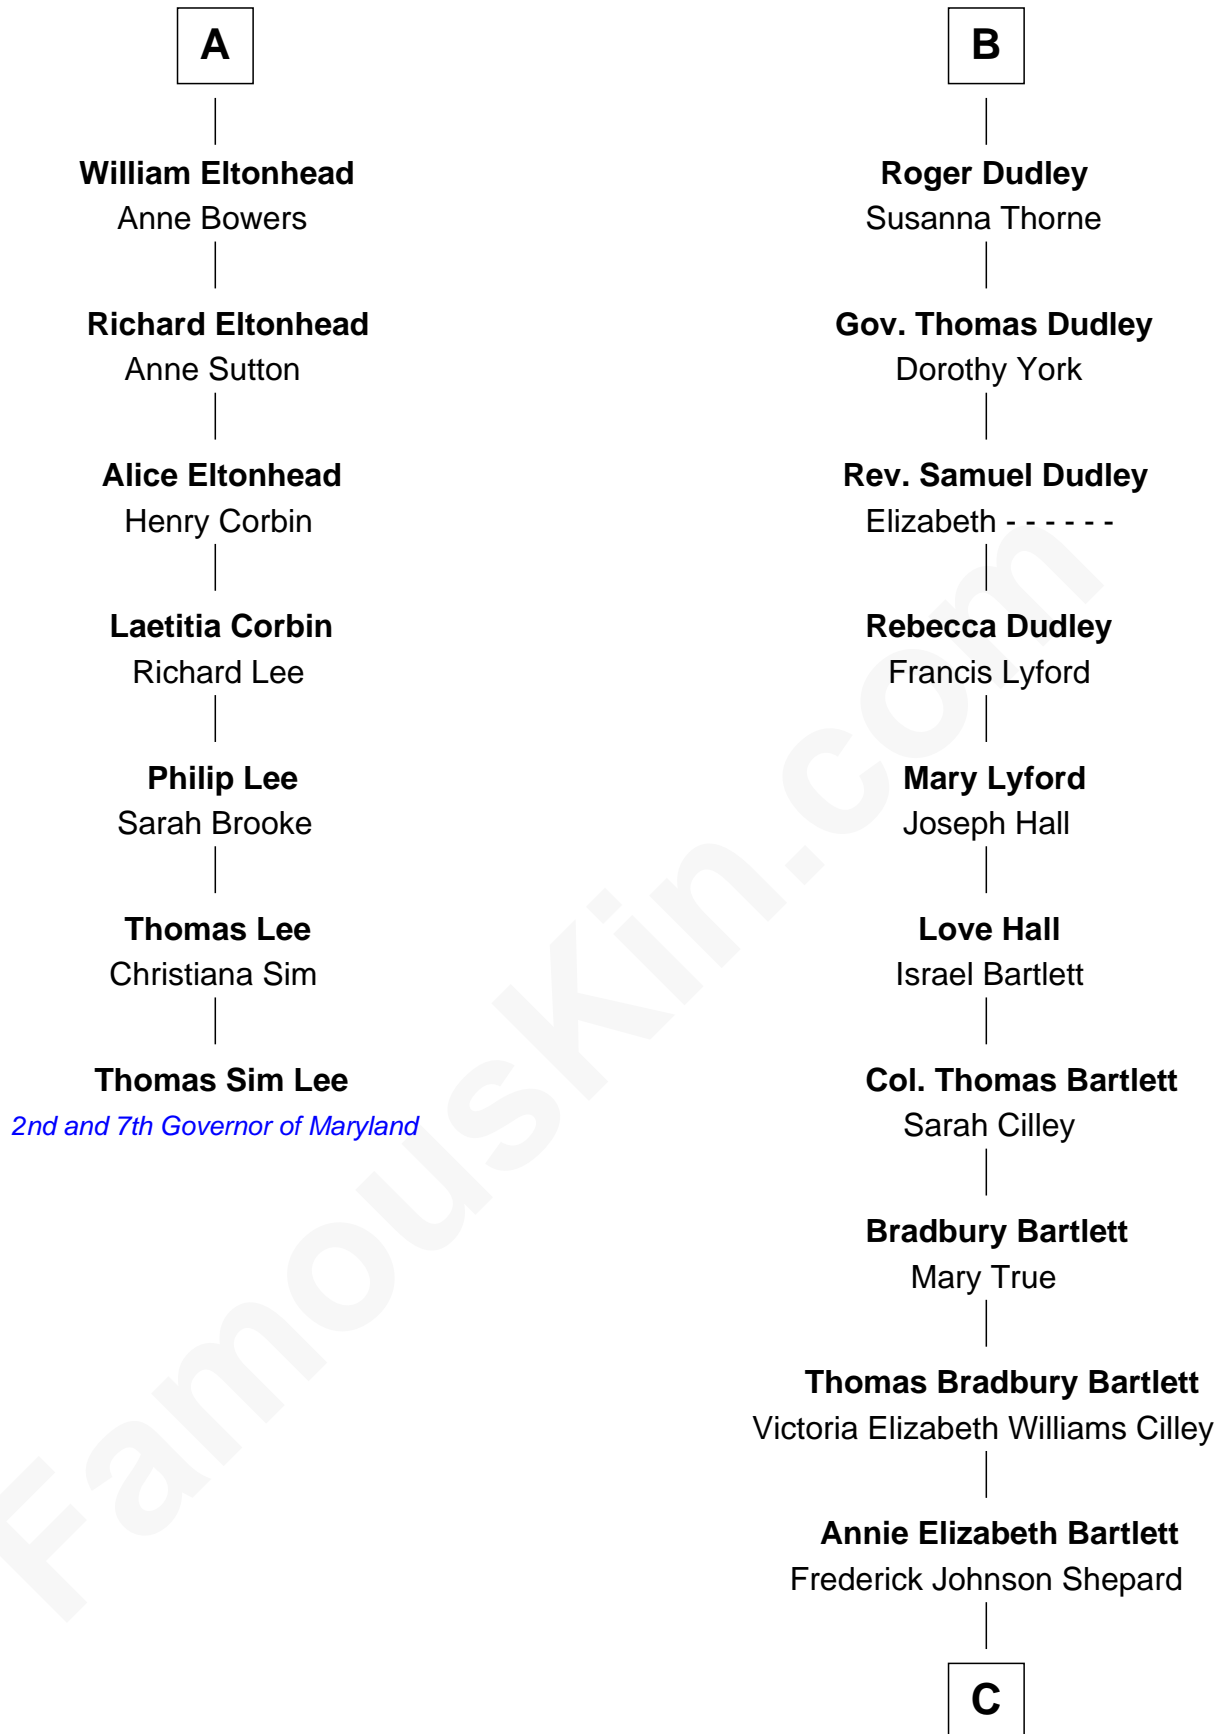 A
William Eltonhead
Anne Bowers
Richard Eltonhead
Anne Sutton
Alice Eltonhead
Henry Corbin
Laetitia Corbin
Richard Lee
Philip Lee
Sarah Brooke
Thomas Lee
Christiana Sim
Thomas Sim Lee
2nd and 7th Governor of Maryland
B
Roger Dudley
Susanna Thorne
Gov. Thomas Dudley
Dorothy York
Rev. Samuel Dudley
Elizabeth - - - - - -
Rebecca Dudley
Francis Lyford
Mary Lyford
Joseph Hall
Love Hall
Israel Bartlett
Col. Thomas Bartlett
Sarah Cilley
Bradbury Bartlett
Mary True
Thomas Bradbury Bartlett
Victoria Elizabeth Williams Cilley
Annie Elizabeth Bartlett
Frederick Johnson Shepard
C
FamousKin.com